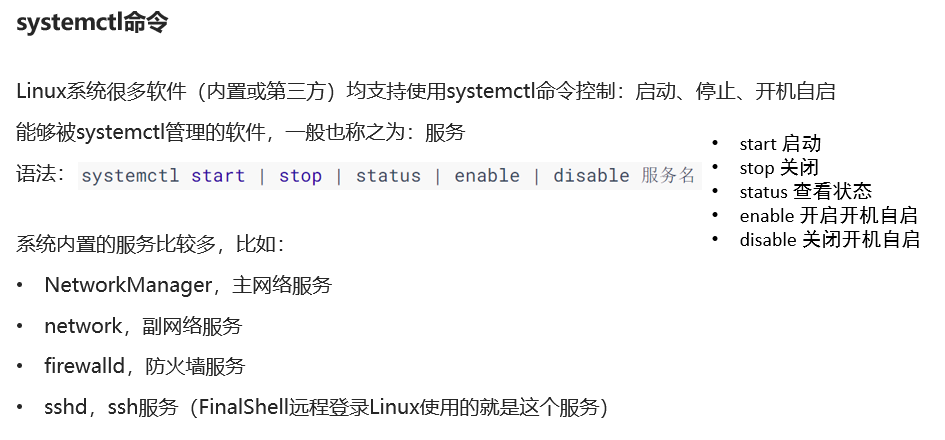 systemctl命令
Linux系统很多软件（内置或第三方）均支持使用systemctl命令控制：启动、停止、开机自启
能够被systemctl管理的软件，一般也称之为：服务
语法：systemctl start | stop | status | enable | disable 服务名
• start 启动
• stop 关闭
• status 查看状态
• enable 开启开机自启
• disable 关闭开机自启
系统内置的服务比较多，比如：
• NetworkManager，主网络服务
• network，副网络服务
• firewalld，防火墙服务
• sshd，ssh服务（FinalShell远程登录Linux使用的就是这个服务）